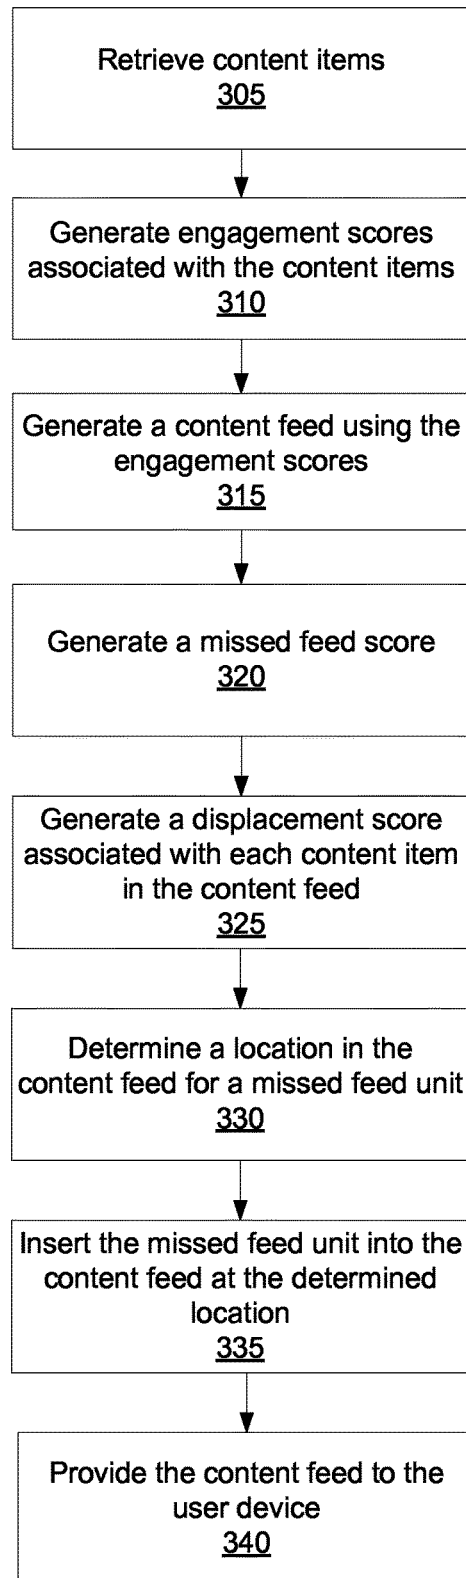 Retrieve content items
305
Generate engagement scores
associated with the content items
310
Generate a content feed using the
engagement scores
315
Generate a missed feed score
320
Generate a displacement score
associated with each content item
in the content feed
325
Determine a location in the
content feed for a missed feed unit
330
Insert the missed feed unit into the
content feed at the determined
location
335
Provide the content feed to the
user device
340